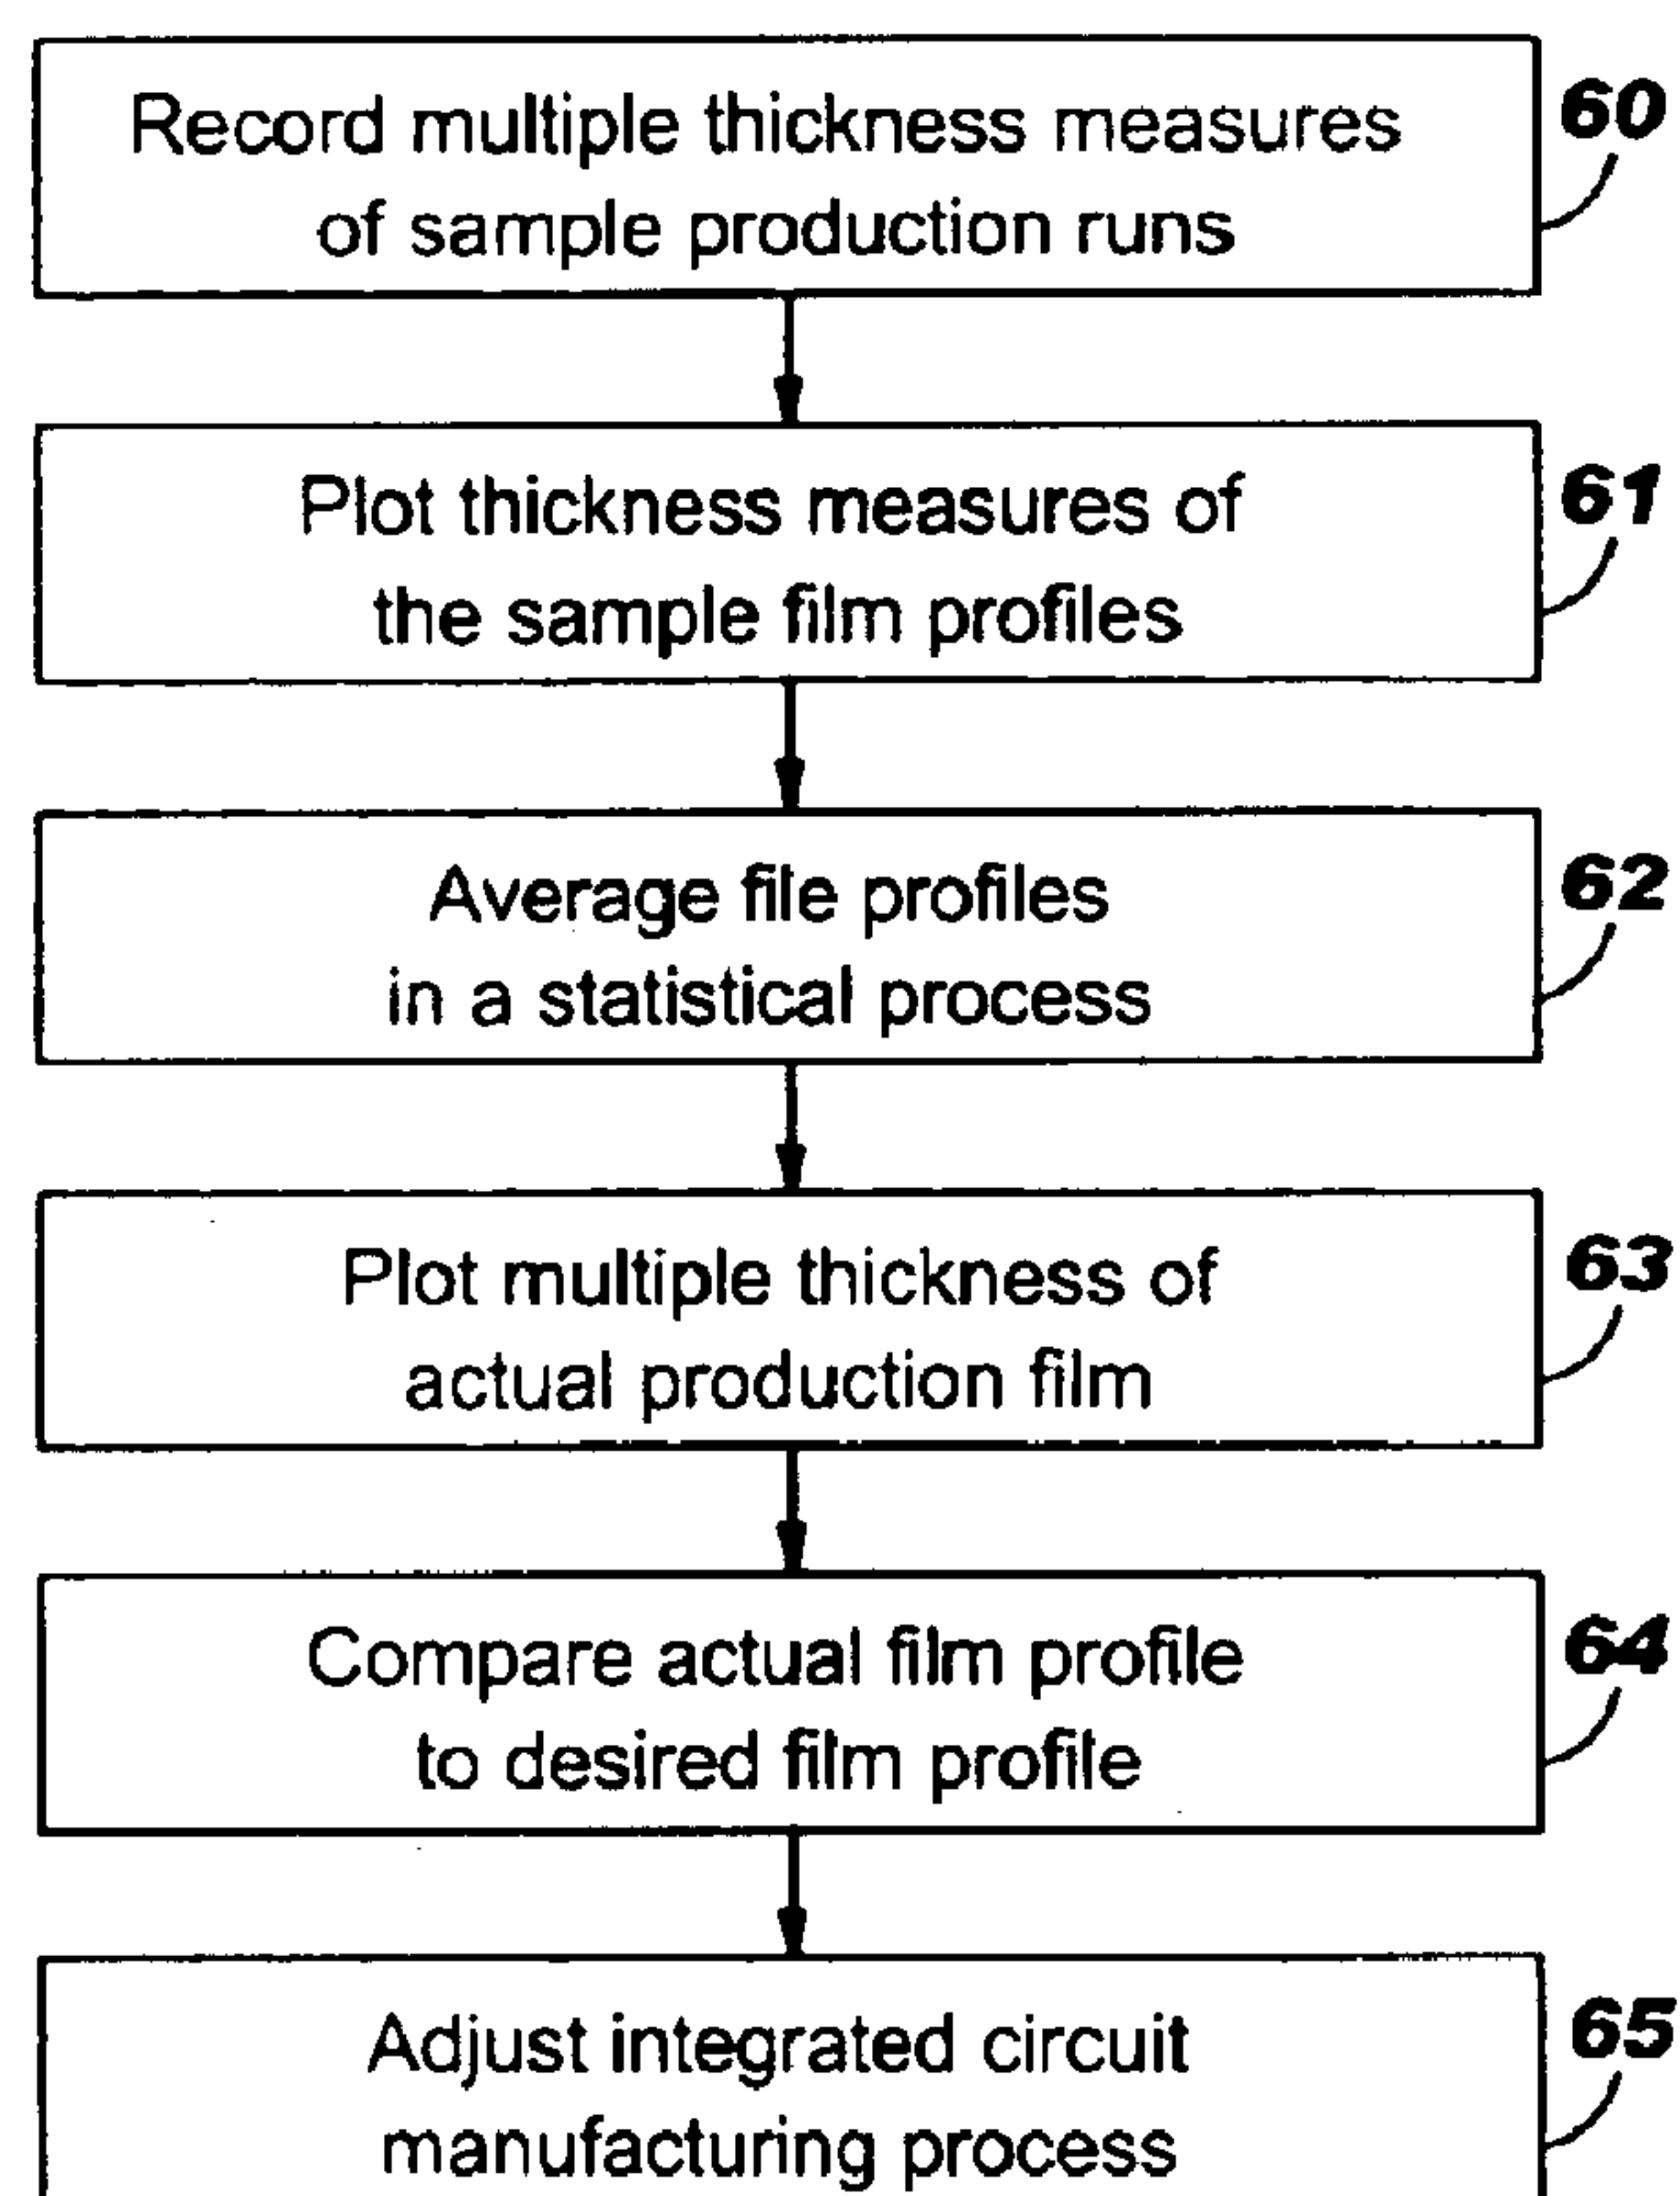 Record multiple thickness measures
of sample production runs
60
Plot thickness measures of
the sample film profiles
61
Average file profiles
in a statistical process
62
Plot multiple thickness of
actual production film
63
Compare actual film profile
to desired film profile
64
Adjust integrated circuit
manufacturing process
65